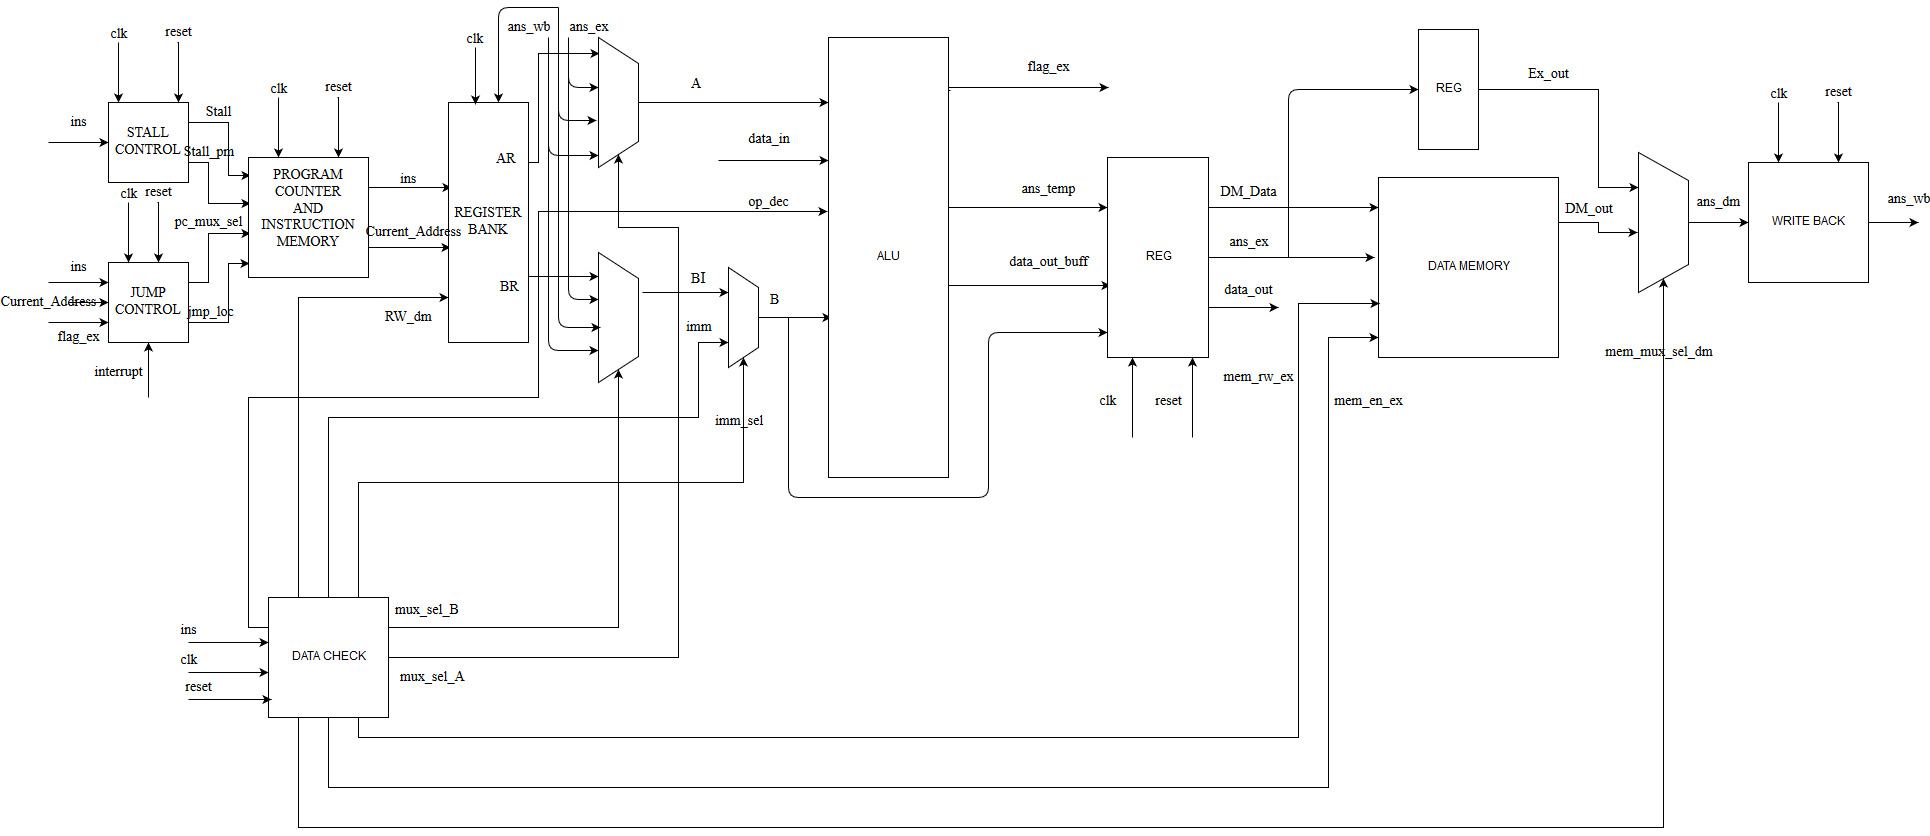 clk
reset
ins
STALL
CONTROL
Stall
Stall_pm
clk
reset
clk
reset
pc_mux_sel
ins
Current_Address
flag_ex
JUMP
CONTROL
jmp_loc
interrupt
PROGRAM
COUNTER
AND
INSTRUCTION
MEMORY
ins
Current_Address
clk
AR
REGISTER
BANK
BR
RW_dm
ans_wb
ans_ex
A
data_in
op_dec
BI
imm
B
imm_sel
ALU
flag_ex
ans_temp
data_out_buff
REG
clk
reset
DM_Data
ans_ex
data_out
mem_rw_ex
mem_en_ex
REG
Ex_out
DATA MEMORY
DM_out
mem_mux_sel_dm
ans_dm
clk
reset
WRITE BACK
ans_wb
ins
clk
reset
DATA CHECK
mux_sel_B
mux_sel_A